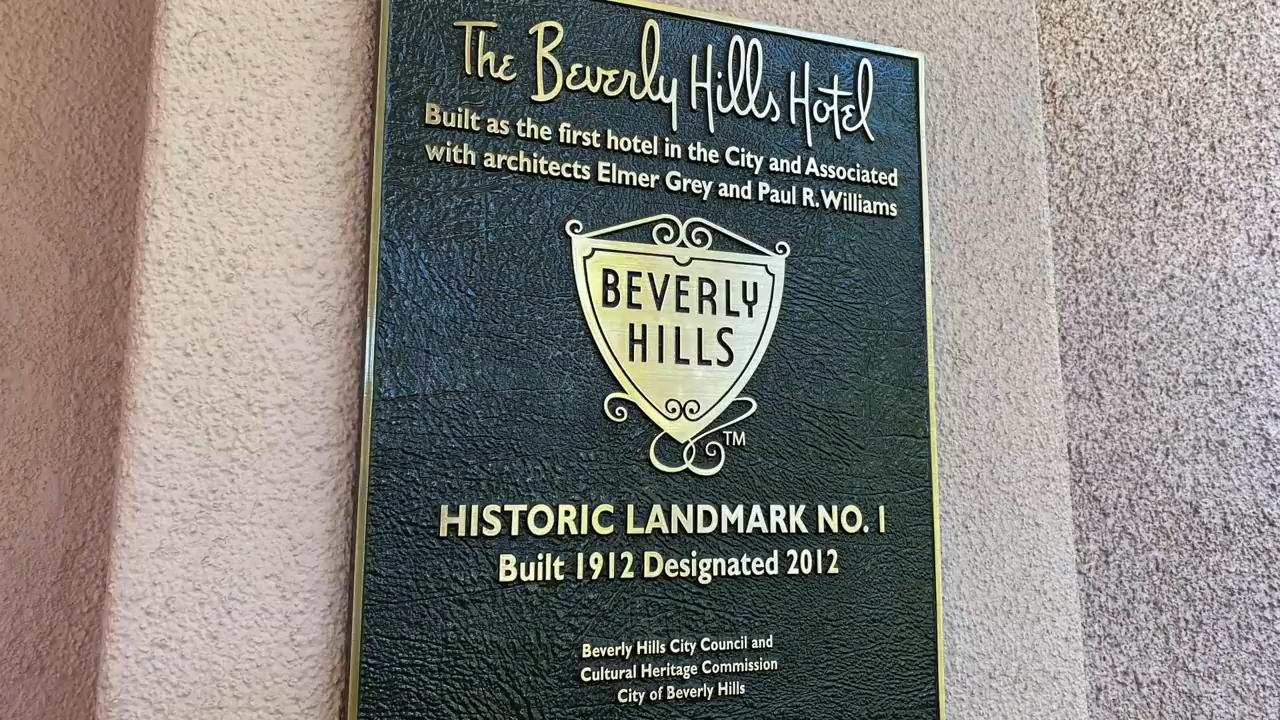 The Beverly Hills Hotel
Built as the first hotel in the City and Associated
with architects Elmer Grey and Paul R. Williams
BEVERLY
HILLS
TM
HISTORIC LANDMARK NO. 1
Built 1912 Designated 2012
Beverly Hills City Council and
Cultural Heritage Commission
City of Beverly Hills